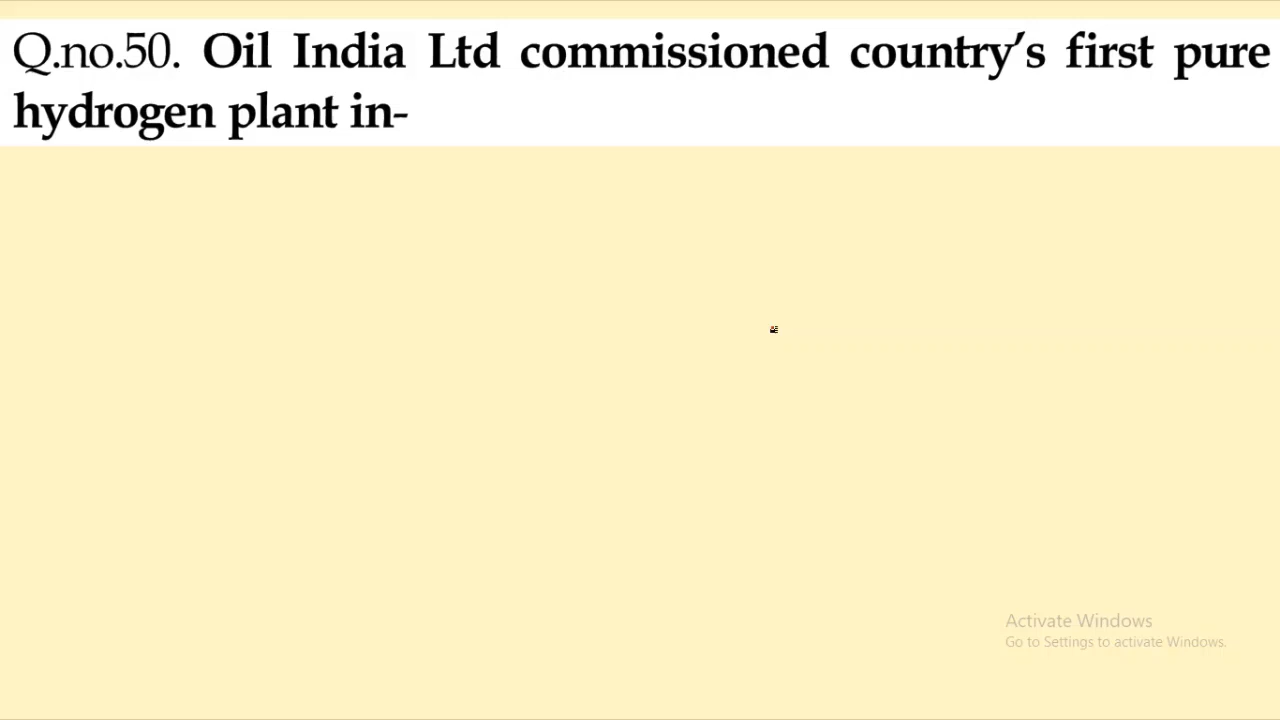 Q.no.50. Oil India Ltd commissioned country’s first pure
hydrogen plant in-
Activate Windows
Go to Settings to activate Windows.